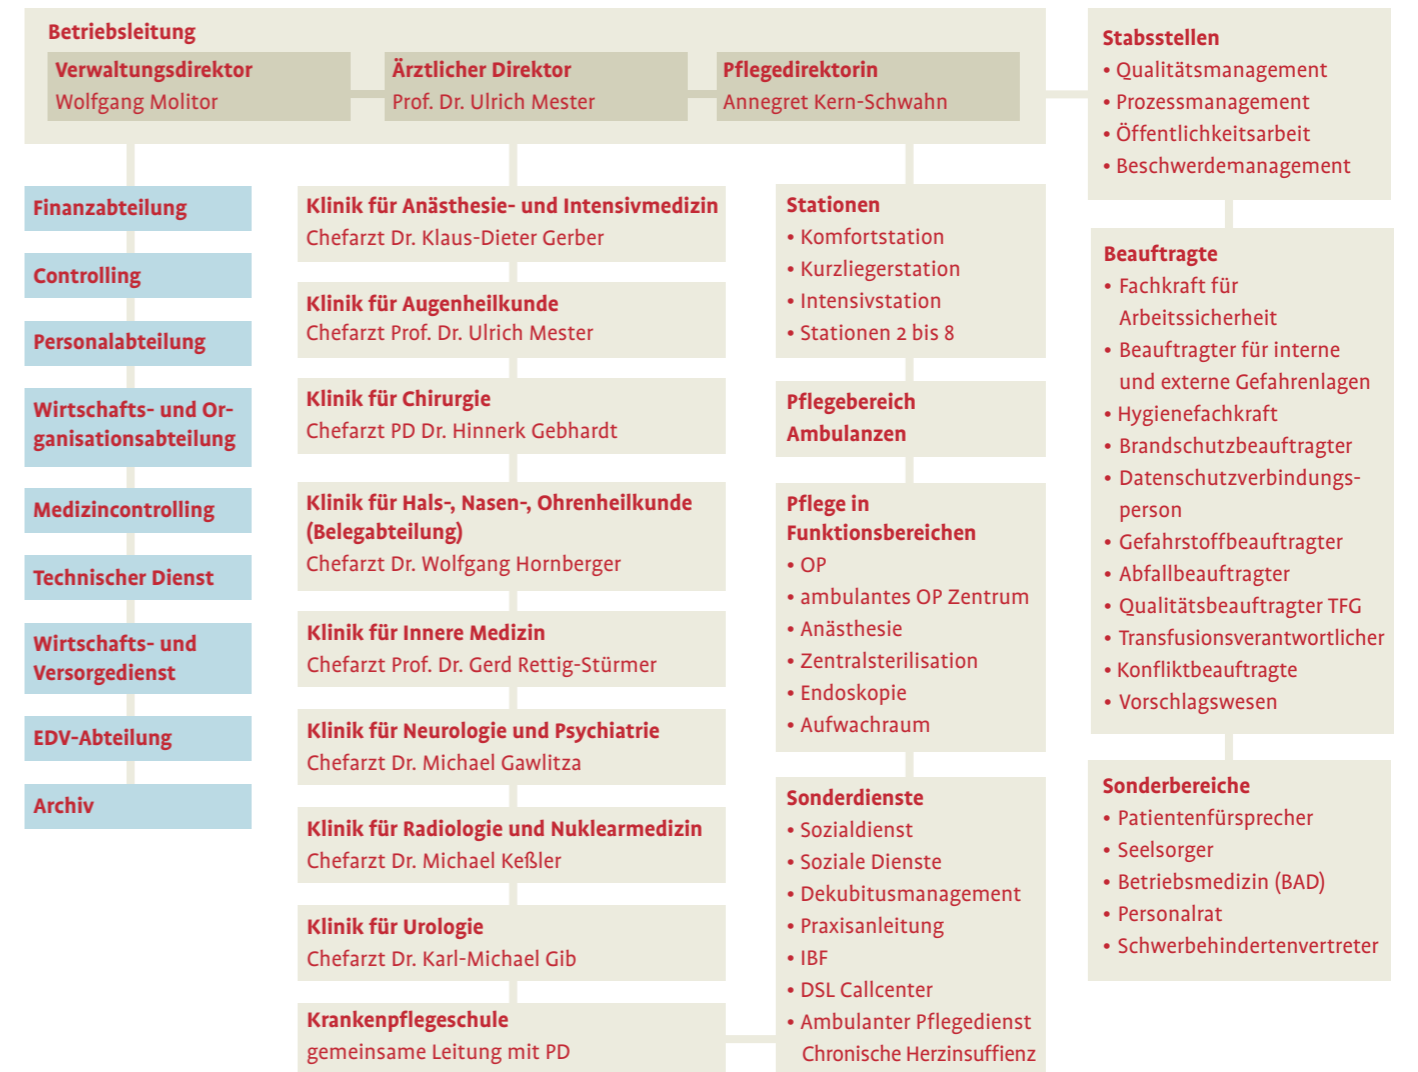 Betriebsleitung
Verwaltungsdirektor
Wolfgang Molitor
Ärztlicher Direktor
Prof. Dr. Ulrich Mester
Pflegedirektorin
Annegret Kern-Schwahn
Finanzabteilung
Controlling
Personalabteilung
Wirtschafts- und Or-
ganisationsabteilung
Medizincontrolling
Technischer Dienst
Wirtschafts- und
Versorgedienst
EDV-Abteilung
Archiv
Klinik für Anästhesie- und Intensivmedizin
Chefarzt Dr. Klaus-Dieter Gerber
Klinik für Augenheilkunde
Chefarzt Prof. Dr. Ulrich Mester
Klinik für Chirurgie
Chefarzt PD Dr. Hinnerk Gebhardt
Klinik für Hals-, Nasen-, Ohrenheilkunde
(Belegabteilung)
Chefarzt Dr. Wolfgang Hornberger
Klinik für Innere Medizin
Chefarzt Prof. Dr. Gerd Rettig-Stürmer
Klinik für Neurologie und Psychiatrie
Chefarzt Dr. Michael Gawlitza
Klinik für Radiologie und Nuklearmedizin
Chefarzt Dr. Michael Keßler
Klinik für Urologie
Chefarzt Dr. Karl-Michael Gib
Krankenpflegeschule
gemeinsame Leitung mit PD
Stationen
• Komfortstation
• Kurzliegerstation
• Intensivstation
• Stationen 2 bis 8
Pflegebereich
Ambulanzen
Pflege in
Funktionsbereichen
• OP
• ambulantes OP Zentrum
• Anästhesie
• Zentralsterilisation
• Endoskopie
• Aufwachraum
Sonderdienste
• Sozialdienst
• Soziale Dienste
• Dekubitusmanagement
• Praxisanleitung
• IBF
• DSL Callcenter
• Ambulanter Pflegedienst
Chronische Herzinsuffienz
Stabsstellen
• Qualitätsmanagement
• Prozessmanagement
• Öffentlichkeitsarbeit
• Beschwerdemanagement
Beauftragte
• Fachkraft für
Arbeitssicherheit
• Beauftragter für interne
und externe Gefahrenlagen
• Hygienefachkraft
• Brandschutzbeauftragter
• Datenschutzverbindungs-
person
• Gefahrstoffbeauftragter
• Abfallbeauftragter
• Qualitätsbeauftragter TFG
• Transfusionsverantwortlicher
• Konfliktbeauftragte
• Vorschlagswesen
Sonderbereiche
• Patientenfürsprecher
• Seelsorger
• Betriebsmedizin (BAD)
• Personalrat
• Schwerbehindertenvertreter